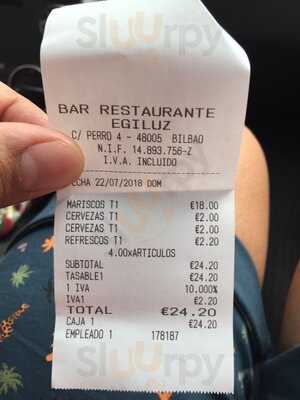 Slurrpy
BAR RESTAURANTE
EGILUZ
C/ PERRO 4 - 48005 BILBAO
N.I.F. 14.893.756-Z
I.V.A. INCLUIDO
FECHA 22/07/2018 DOM
MARISCOS T1 €18.00
CERVEZAS T1 €2.00
CERVEZAS T1 €2.00
REFRESCOS T1 €2.20
4.00xARTICULOS
SUBTOTAL €24.20
TASABLE1 €24.20
1 IVA 10.000%
IVA1 €2.20
TOTAL €24.20
CAJA 1 €24.20
EMPLEADO 1 178187
Slurrpy